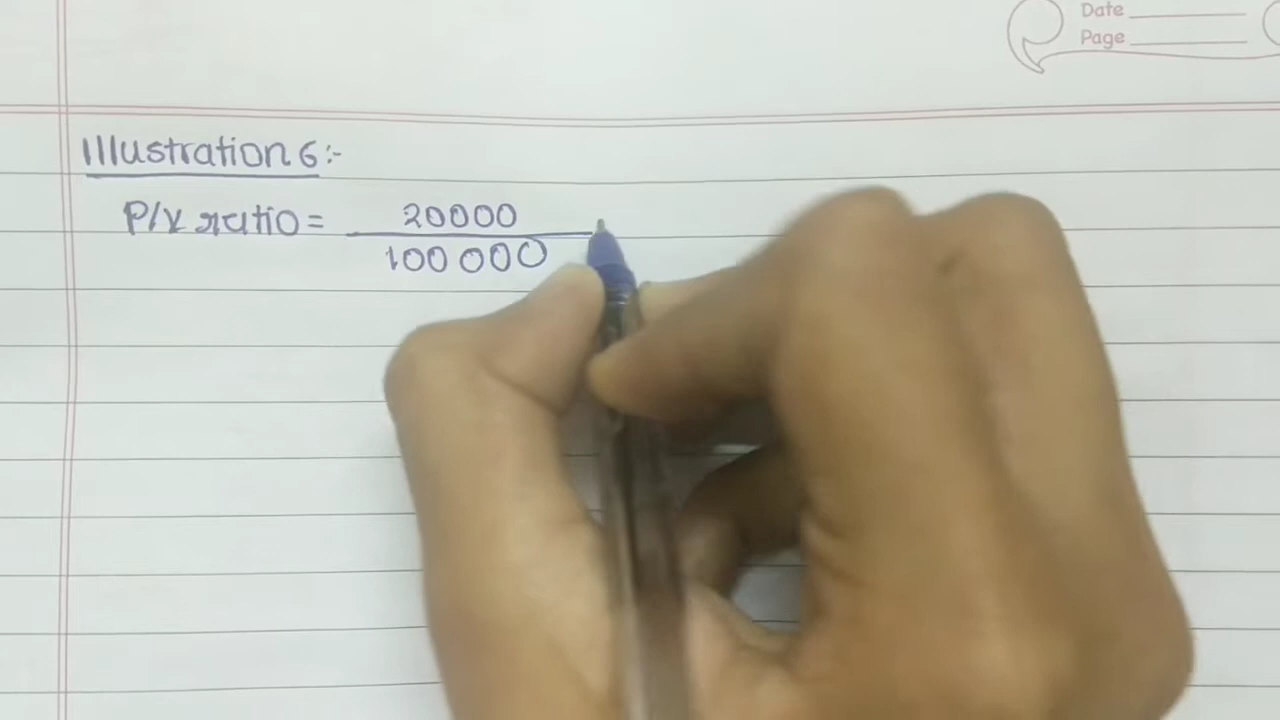 Date
Page
Illustration 6:-
P/V ratio = 20000
100 000